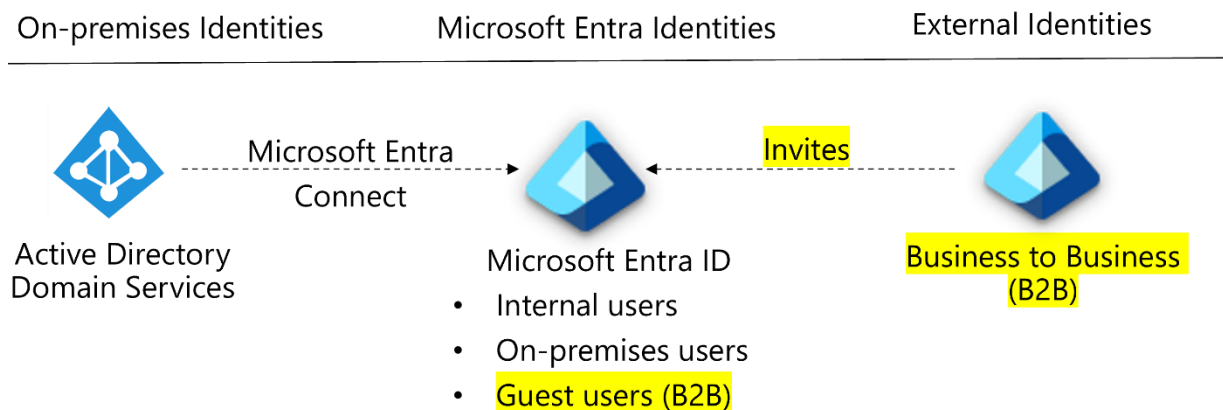 On-premises Identities
Microsoft Entra Identities
External Identities
Microsoft Entra
Connect
Invites
Active Directory
Domain Services
Microsoft Entra ID
• Internal users
• On-premises users
• Guest users (B2B)
Business to Business
(B2B)